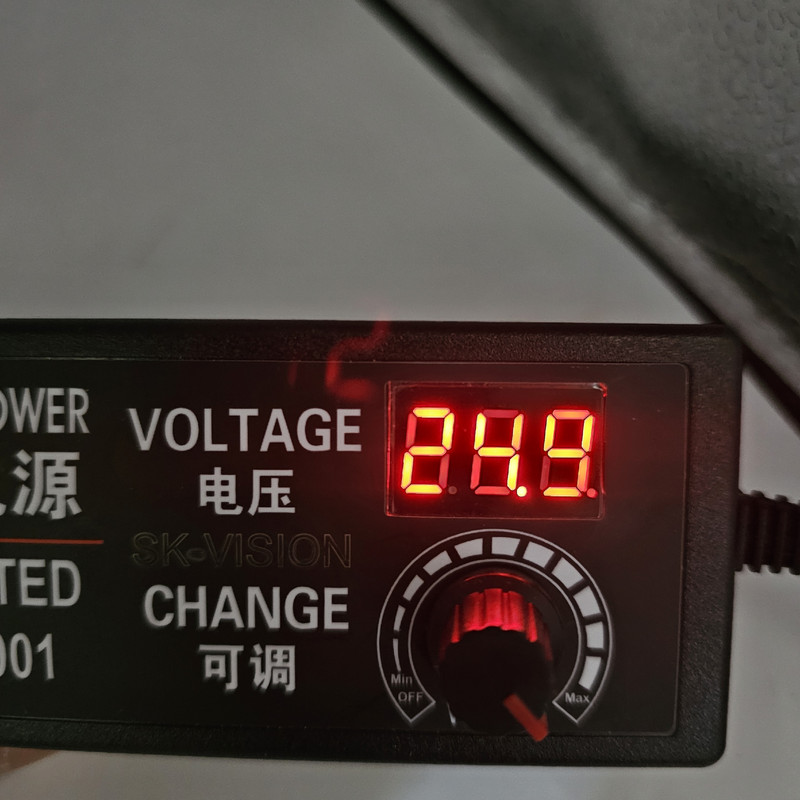 OWER
源
TED
001
VOLTAGE
电压
SK-VISION
CHANGE
可调
24.9
Min
OFF
Max